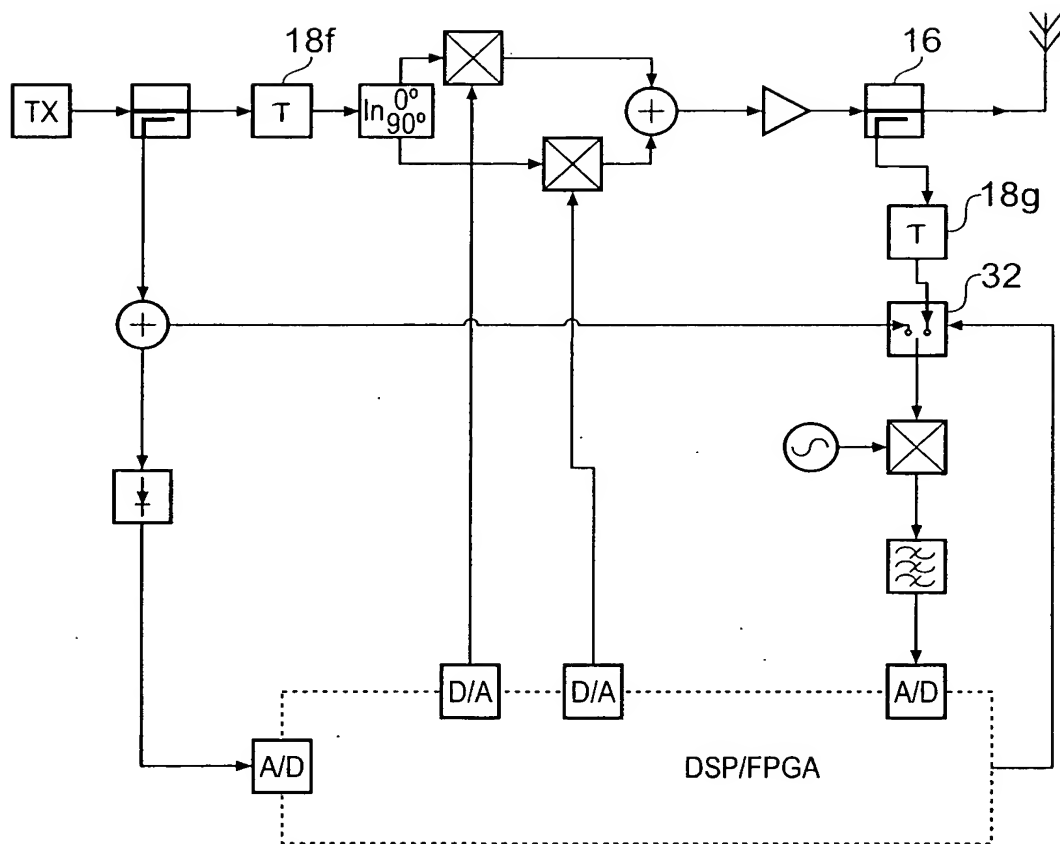 18f
16
TX
τ
In 0° 90°
18g
τ
32
D/A
D/A
A/D
A/D
DSP/FPGA